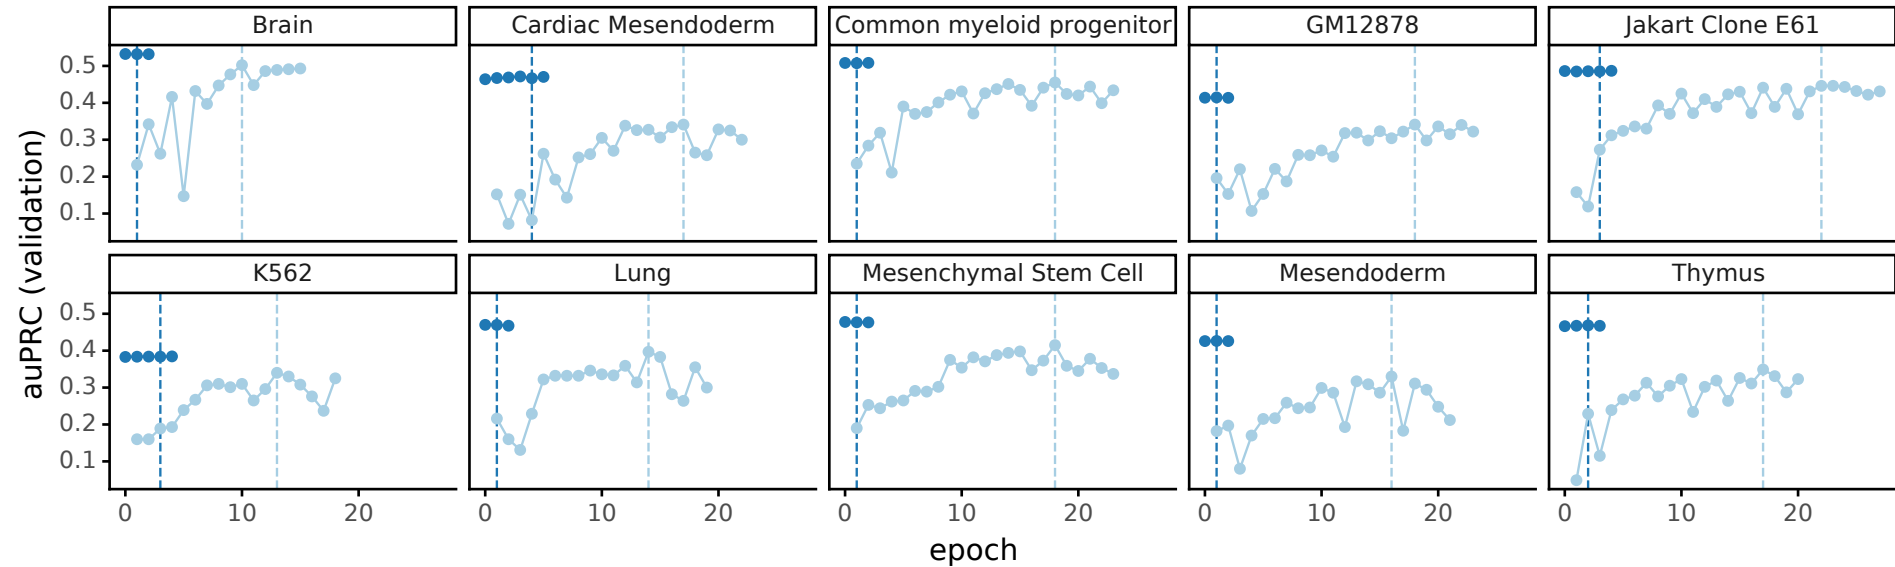 Brain
Cardiac Mesendoderm
Common myeloid progenitor
GM12878
Jakart Clone E61
0.5
0.4
0.3
0.2
0.1
K562
Lung
Mesenchymal Stem Cell
Mesendoderm
Thymus
0.5
0.4
0.3
0.2
0.1
0 10 20
0 10 20
0 10 20
0 10 20
0 10 20
epoch
auPRC (validation)